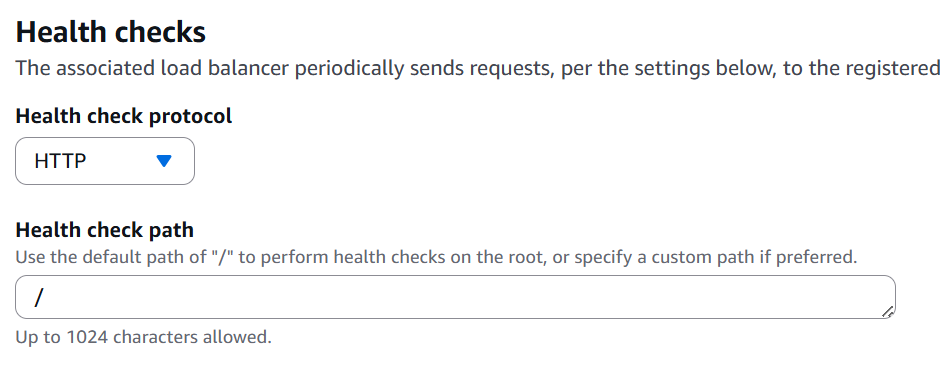 Health checks
The associated load balancer periodically sends requests, per the settings below, to the registered
Health check protocol
HTTP
Health check path
Use the default path of "/" to perform health checks on the root, or specify a custom path if preferred.
/
Up to 1024 characters allowed.